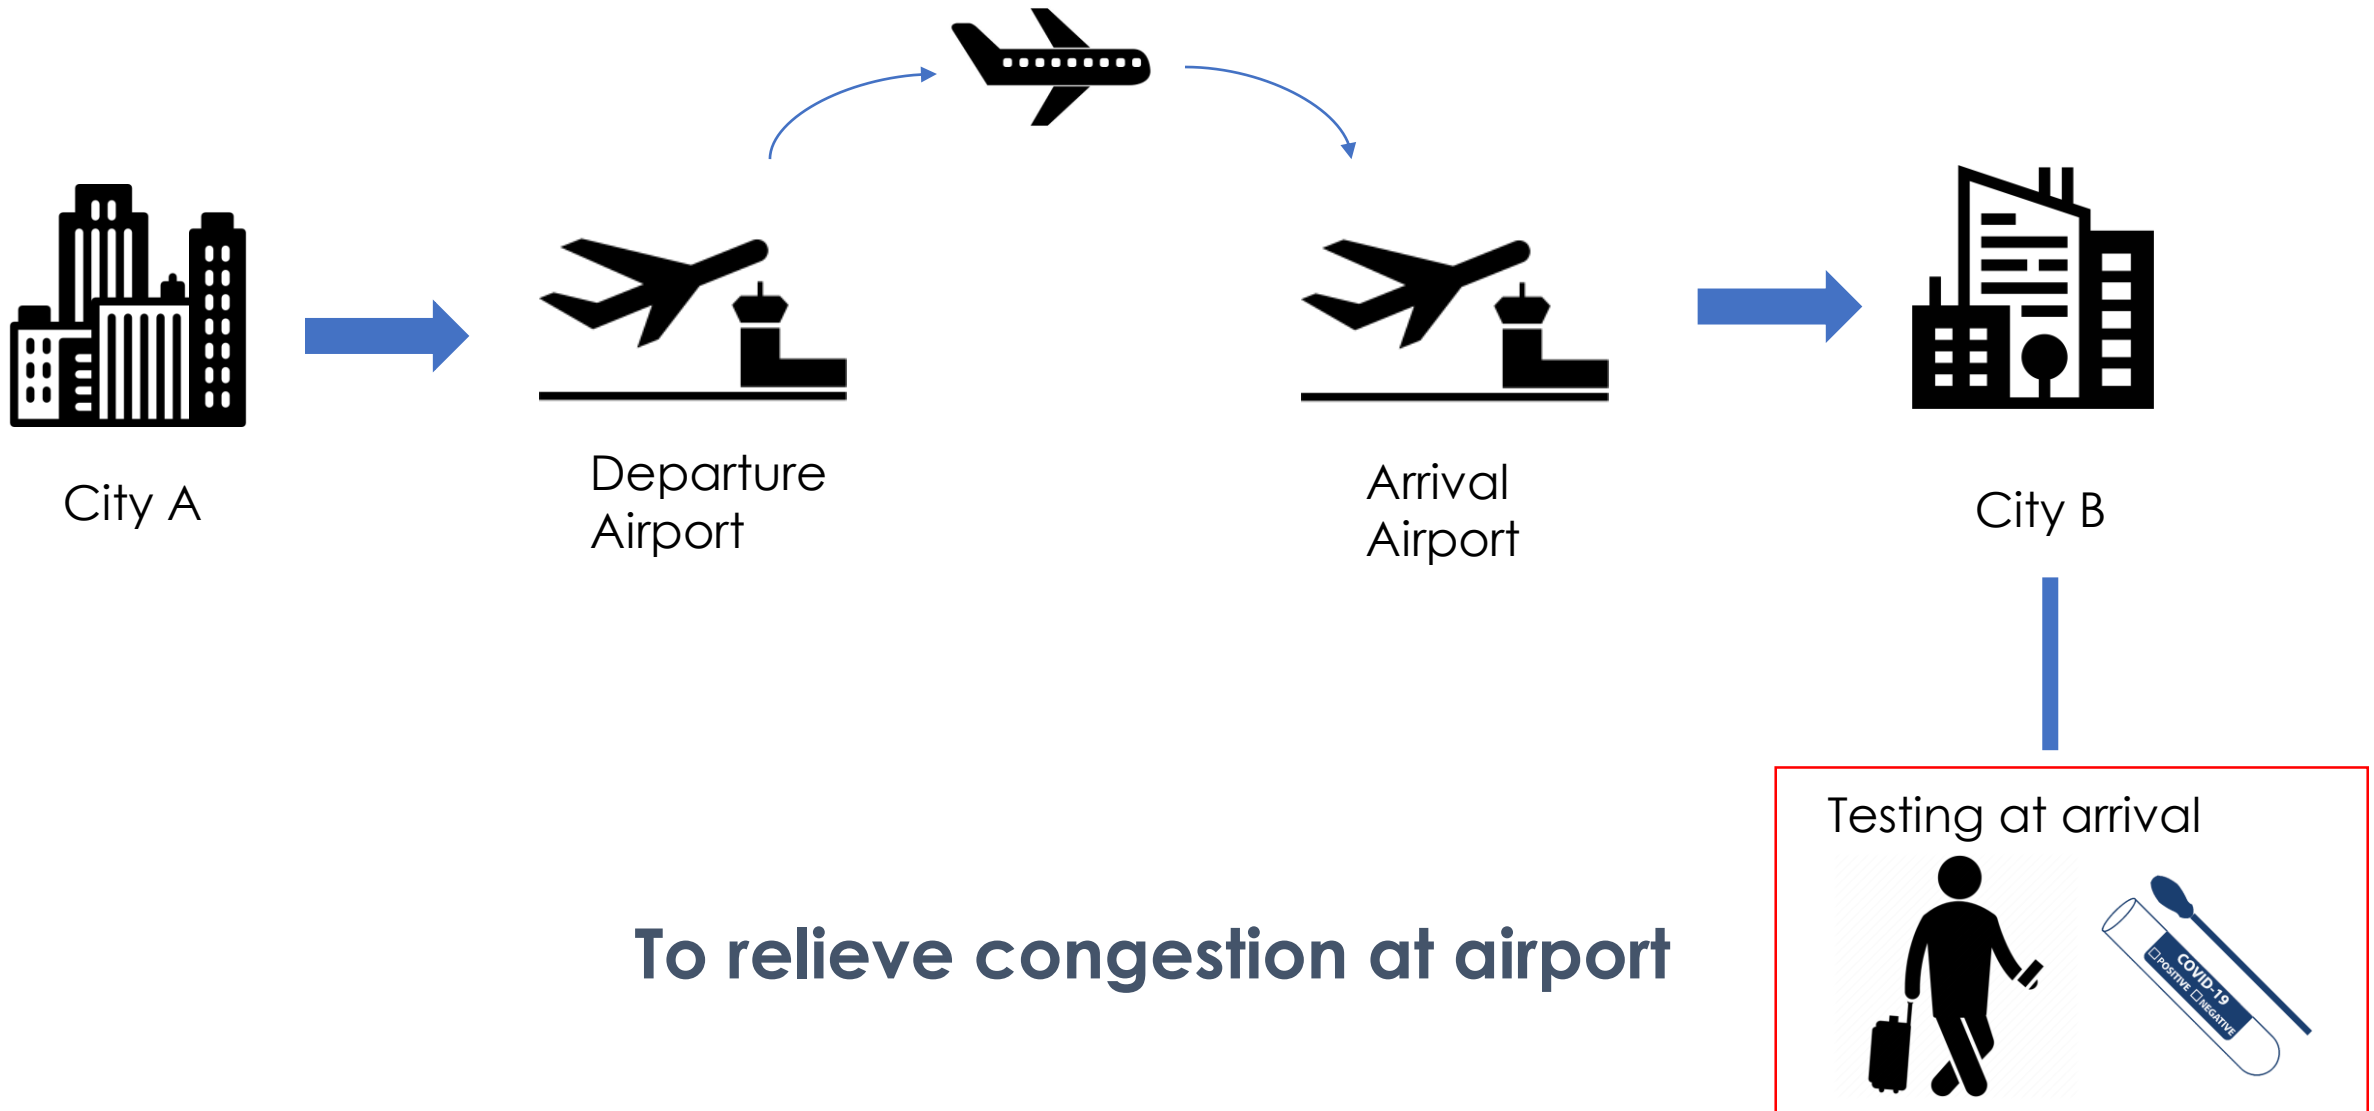 City A
Departure
Airport
Arrival
Airport
City B
Testing at arrival
To relieve congestion at airport
COVID-19
POSITIVE NEGATIVE